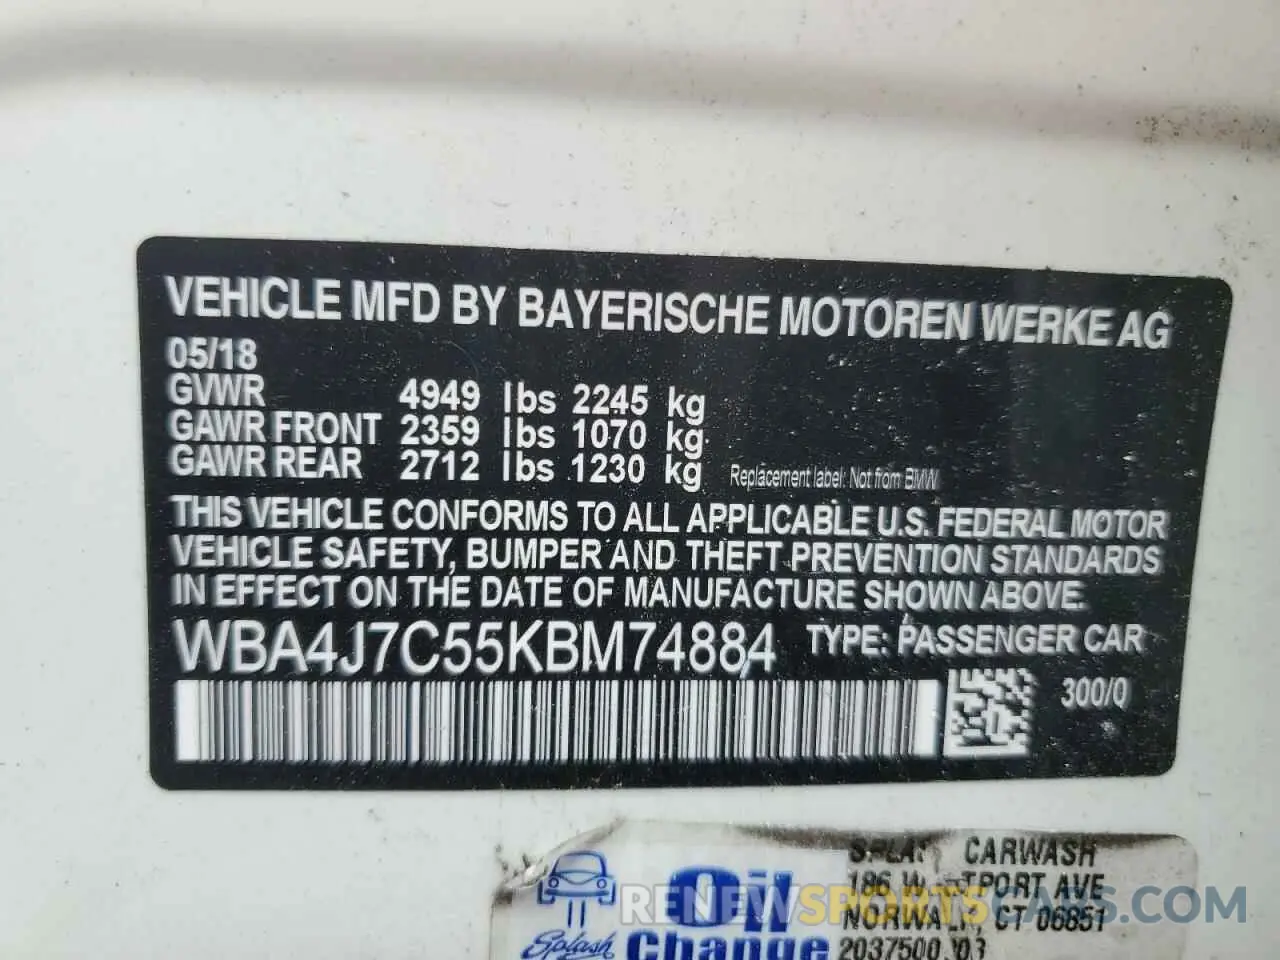 VEHICLE MFD BY BAYERISCHE MOTOREN WERKE AG
05/18
GVWR 4949 lbs 2245 kg
GAWR FRONT 2359 lbs 1070 kg
GAWR REAR 2712 lbs 1230 kg Replacement label: Not from BMW
THIS VEHICLE CONFORMS TO ALL APPLICABLE U.S. FEDERAL MOTOR
VEHICLE SAFETY, BUMPER AND THEFT PREVENTION STANDARDS
IN EFFECT ON THE DATE OF MANUFACTURE SHOWN ABOVE.
WBA4J7C55KBM74884 TYPE: PASSENGER CAR
300/0
Splash
Oil
Change
CARWASH
186 AVE
NORWALK, CT 06851
RENEWSPORTSCARS.COM